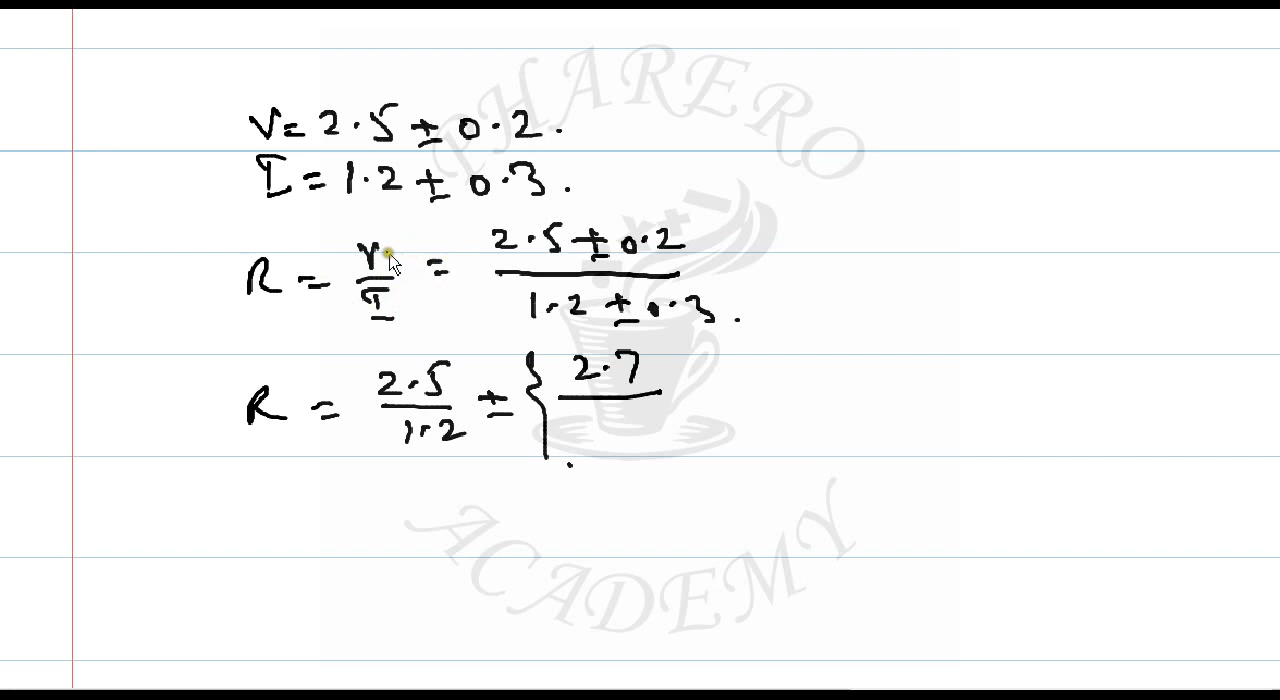 PHARERO
V = 2.5 ± 0.2.
I = 1.2 ± 0.3.
R = V/I = 2.5 ± 0.2 / 1.2 ± 0.3.
R = 2.5/1.2 ± { 2.7
ACADEMY